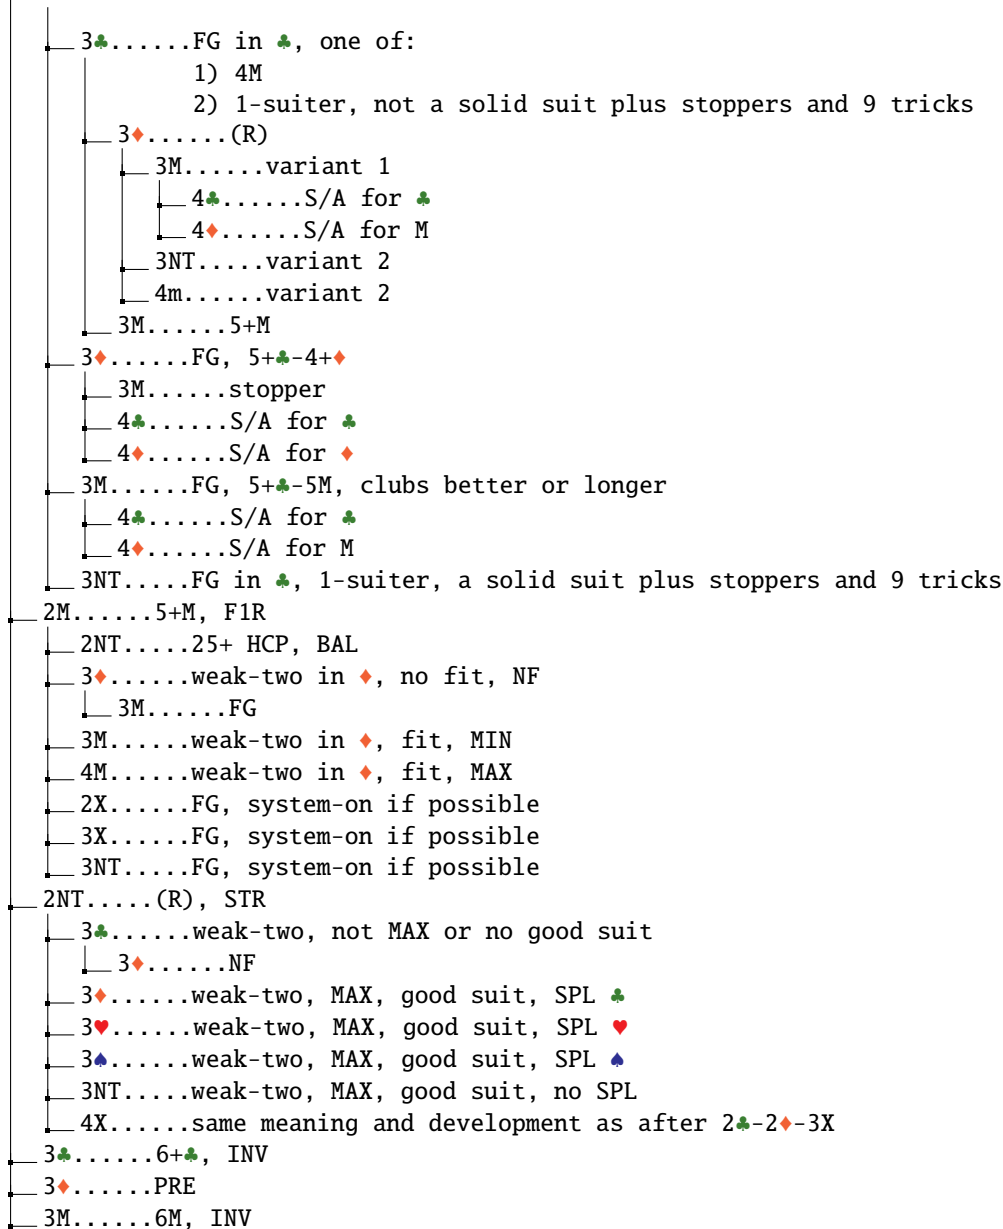 3♣......FG in ♣, one of:
1) 4M
2) 1-suiter, not a solid suit plus stoppers and 9 tricks
3♦......(R)
3M......variant 1
4♣......S/A for ♣
4♦......S/A for M
3NT.....variant 2
4m......variant 2
3M......5+M
3♦......FG, 5+♣-4+♦
3M......stopper
4♣......S/A for ♣
4♦......S/A for ♦
3M......FG, 5+♣-5M, clubs better or longer
4♣......S/A for ♣
4♦......S/A for M
3NT.....FG in ♣, 1-suiter, a solid suit plus stoppers and 9 tricks
2M......5+M, F1R
2NT.....25+ HCP, BAL
3♦......weak-two in ♦, no fit, NF
3M......FG
3M......weak-two in ♦, fit, MIN
4M......weak-two in ♦, fit, MAX
2X......FG, system-on if possible
3X......FG, system-on if possible
3NT.....FG, system-on if possible
2NT.....(R), STR
3♣......weak-two, not MAX or no good suit
3♦......NF
3♦......weak-two, MAX, good suit, SPL ♣
3♥......weak-two, MAX, good suit, SPL ♥
3♠......weak-two, MAX, good suit, SPL ♠
3NT.....weak-two, MAX, good suit, no SPL
4X......same meaning and development as after 2♣-2♦-3X
3♣......6+♣, INV
3♦......PRE
3M......6M, INV